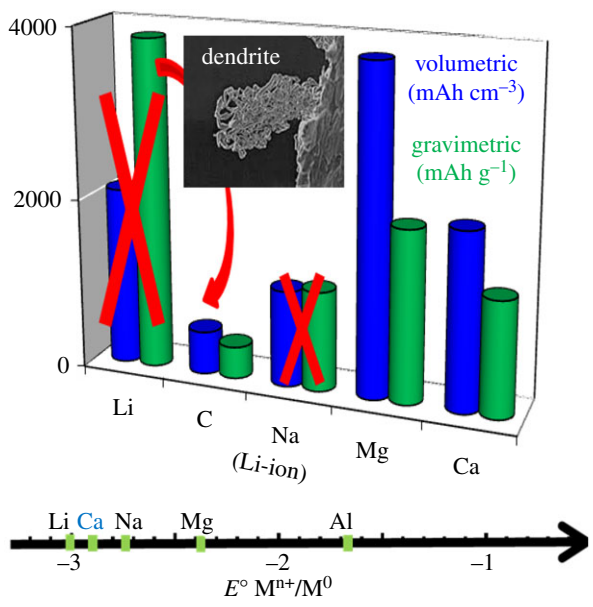 4000
2000
0
dendrite
volumetric
(mAh cm⁻³)
gravimetric
(mAh g⁻¹)
Li
C
Na
(Li-ion)
Mg
Ca
Li Ca Na Mg Al
−3 −2 −1
E° Mⁿ⁺/M⁰